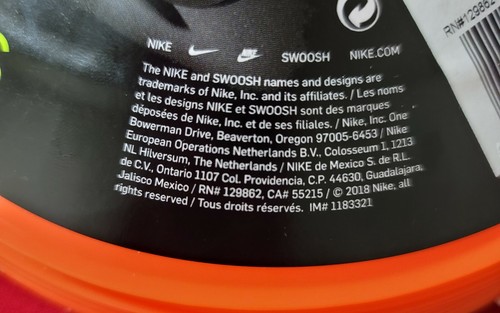 RN#129862
NIKE SWOOSH NIKE.COM
The NIKE and SWOOSH names and designs are
trademarks of Nike, Inc. and its affiliates. / Les noms
et les designs NIKE et SWOOSH sont des marques
déposées de Nike, Inc. et de ses filiales. / Nike, Inc. One
Bowerman Drive, Beaverton, Oregon 97005-6453 / Nike
European Operations Netherlands B.V., Colosseum 1, 1213
NL Hilversum, The Netherlands / NIKE de Mexico S. de R.L.
de C.V., Ontario 1107 Col. Providencia, C.P. 44630, Guadalajara,
Jalisco Mexico / RN# 129862, CA# 55215 / © 2018 Nike, all
rights reserved / Tous droits réservés. IM# 1183321